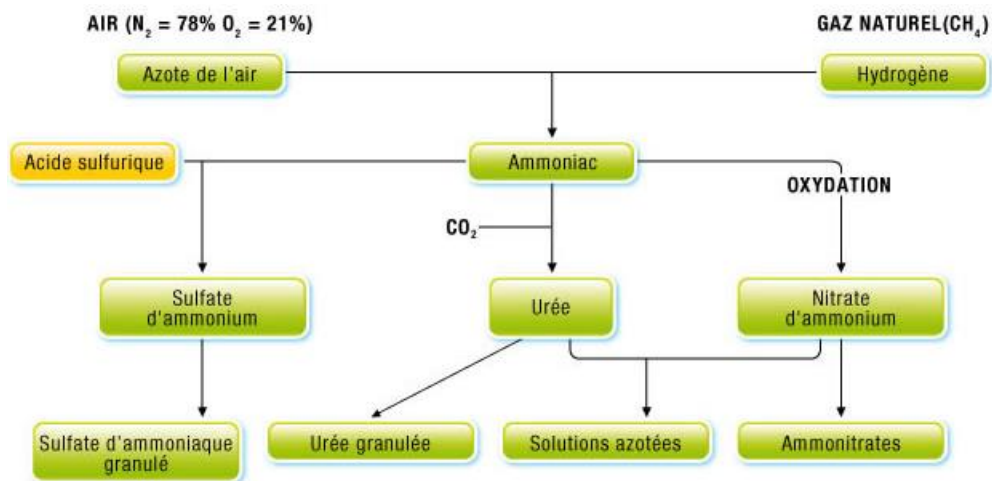 AIR (N₂ = 78% O₂ = 21%)
GAZ NATUREL(CH₄)
Azote de l'air
Hydrogène
Acide sulfurique
Ammoniac
OXYDATION
CO₂
Sulfate
d'ammonium
Urée
Nitrate
d'ammonium
Sulfate d'ammoniaque
granulé
Urée granulée
Solutions azotées
Ammonitrates